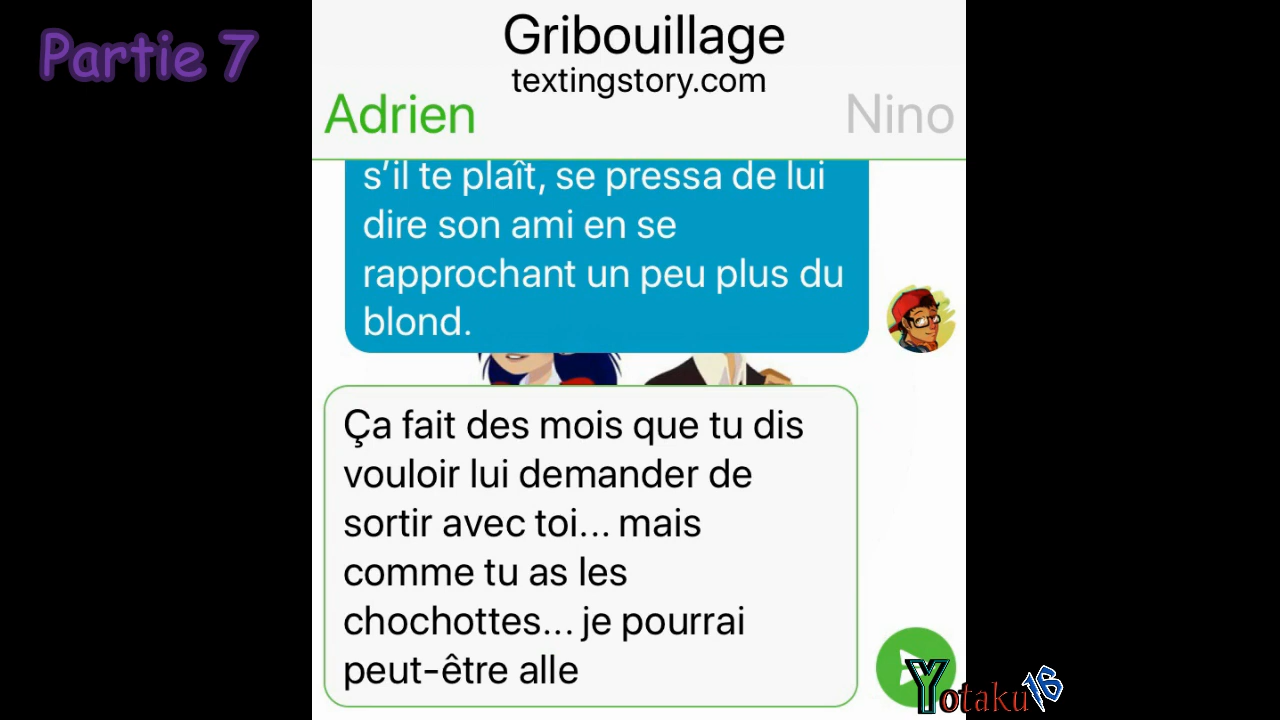 Partie 7
Gribouillage
textingstory.com
Adrien
Nino
s’il te plaît, se pressa de lui
dire son ami en se
rapprochant un peu plus du
blond.
Ça fait des mois que tu dis
vouloir lui demander de
sortir avec toi... mais
comme tu as les
chochottes... je pourrai
peut-être alle
Yotaku16